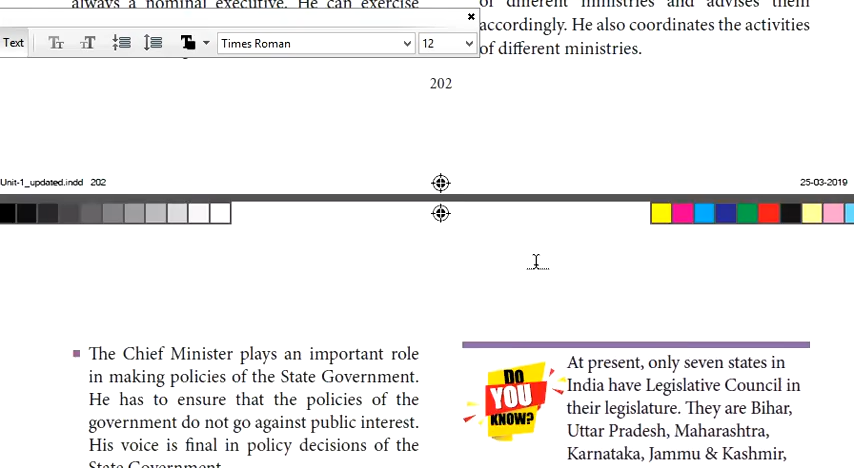 always a nominal executive. He can exercise
of different ministries and advises them
accordingly. He also coordinates the activities
of different ministries.
Text
Times Roman
12
202
Unit-1_updated.indd 202
25-03-2019
The Chief Minister plays an important role
in making policies of the State Government.
He has to ensure that the policies of the
government do not go against public interest.
His voice is final in policy decisions of the
State Government.
DO
YOU
KNOW?
At present, only seven states in
India have Legislative Council in
their legislature. They are Bihar,
Uttar Pradesh, Maharashtra,
Karnataka, Jammu & Kashmir,